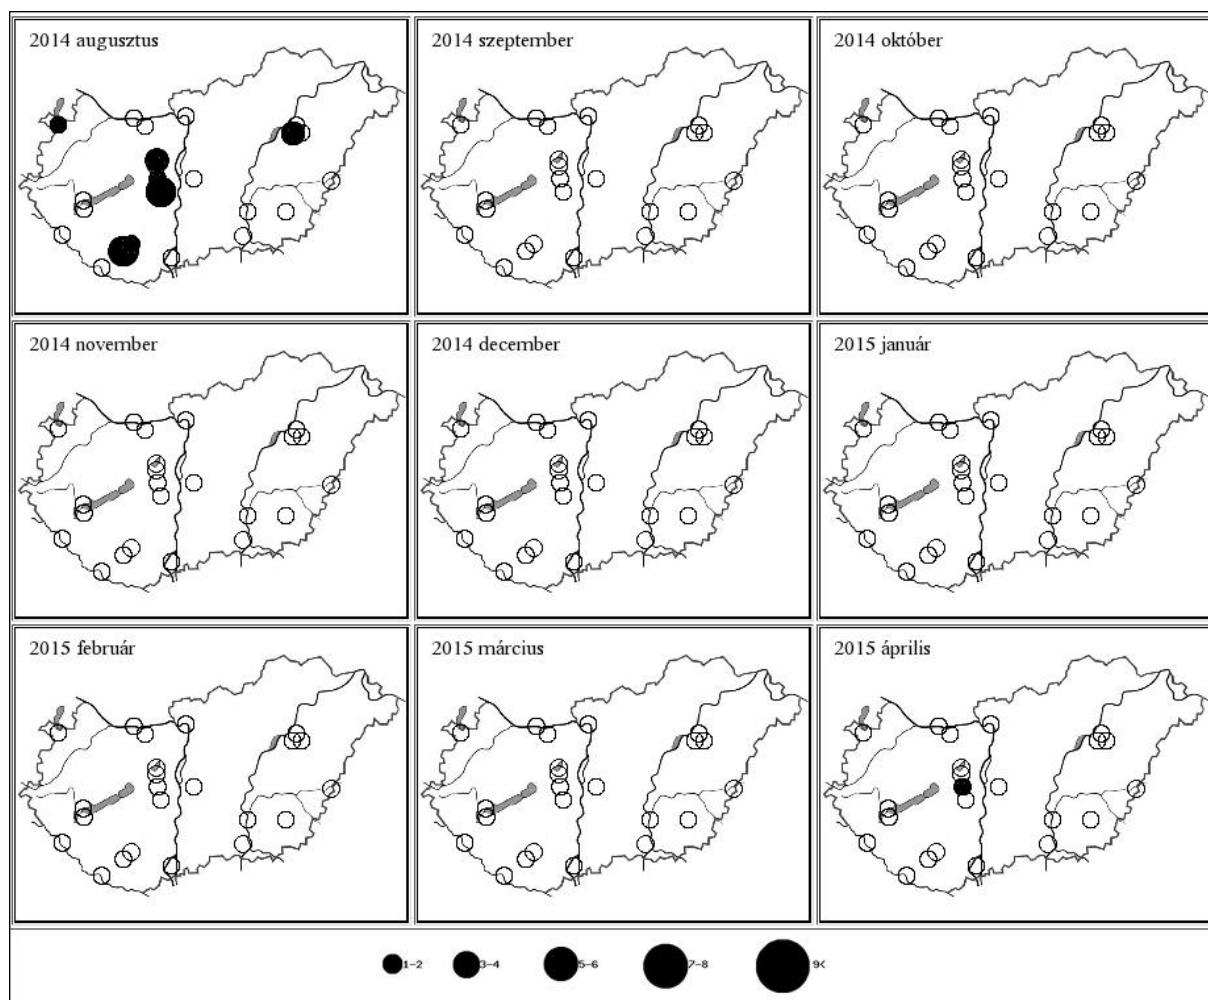 2014 augusztus
2014 szeptember
2014 október
2014 november
2014 december
2015 január
2015 február
2015 március
2015 április
1-2 3-4 5-6 7-8 9<